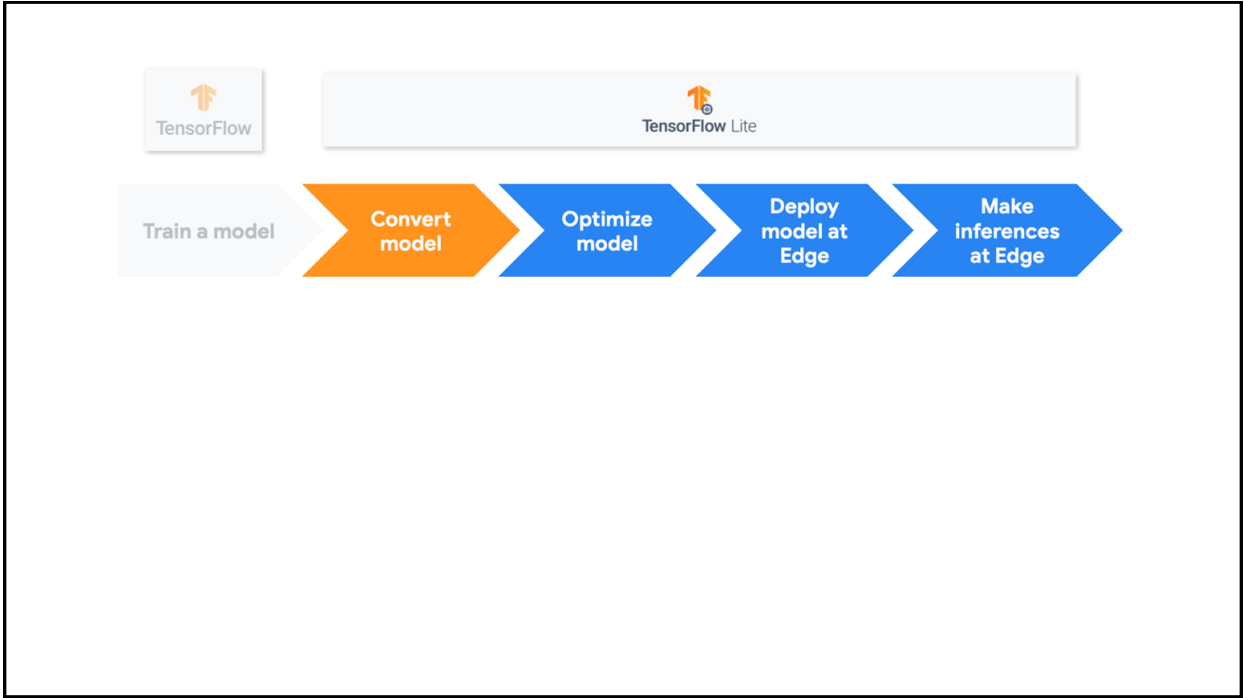 TensorFlow
TensorFlow Lite
Train a model
Convert
model
Optimize
model
Deploy
model at
Edge
Make
inferences
at Edge